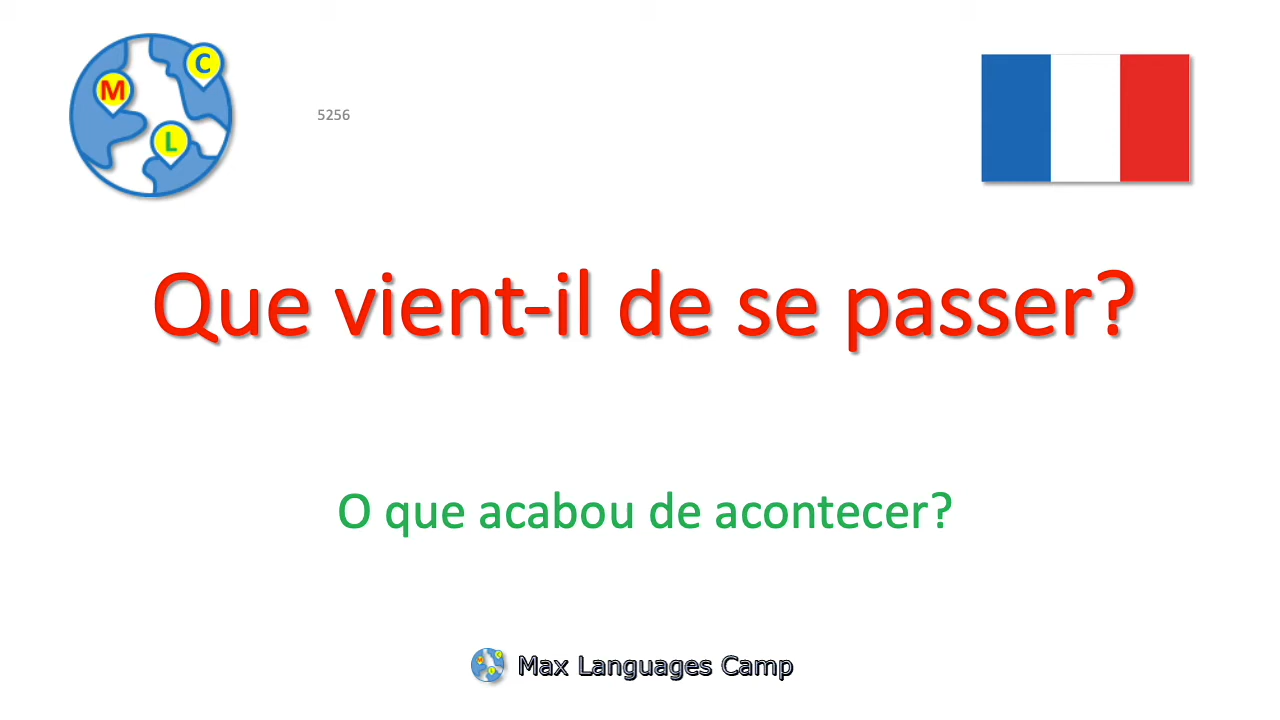 M
C
L
5256
Que vient-il de se passer?
O que acabou de acontecer?
Max Languages Camp